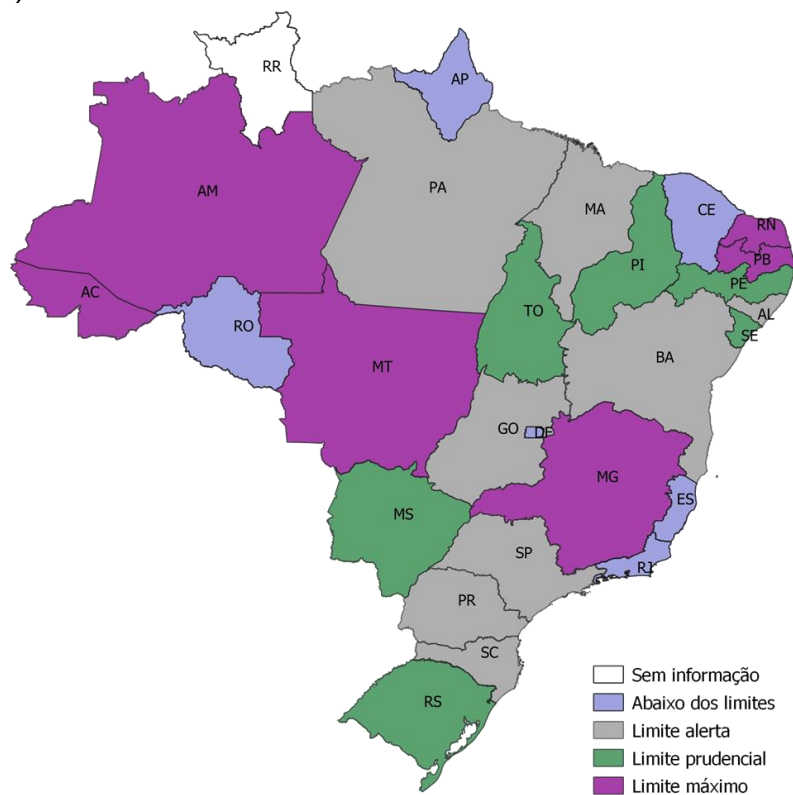 )
RR
AP
AM
PA
MA
CE
RN
PB
PI
PE
AC
TO
AL
RO
SE
MT
BA
GO
DF
MG
ES
MS
SP
RJ
PR
SC
RS
Sem informação
Abaixo dos limites
Limite alerta
Limite prudencial
Limite máximo